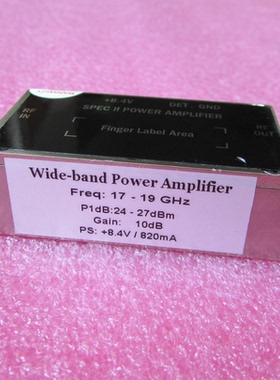 +8.4V DET GND
RF IN SPEC II POWER AMPLIFIER RF OUT
Finger Label Area
Wide-band Power Amplifier
Freq: 17 - 19 GHz
P1dB:24 - 27dBm
Gain: 10dB
PS: +8.4V / 820mA